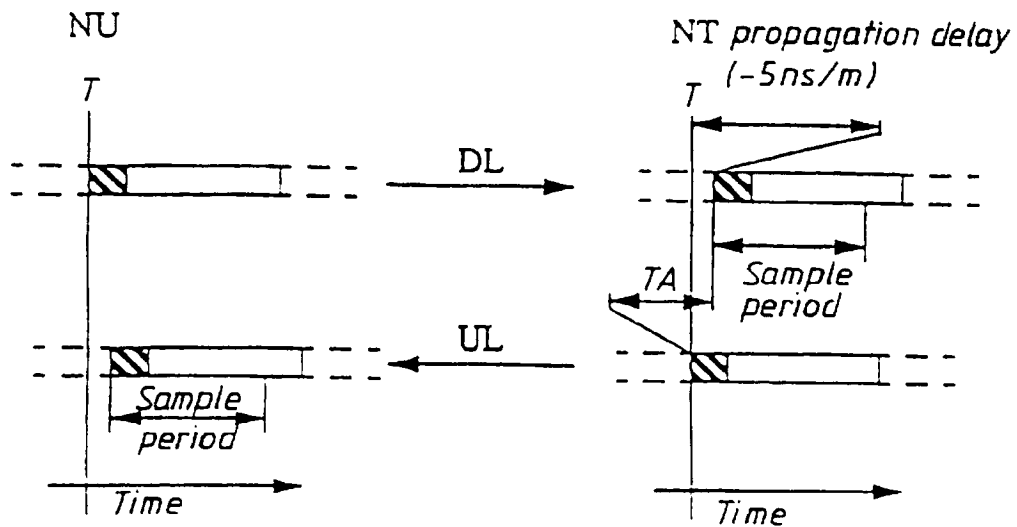 NU
NT propagation delay
(-5ns/m)
T
T
DL
Sample
period
TA
UL
Sample
period
Time
Time